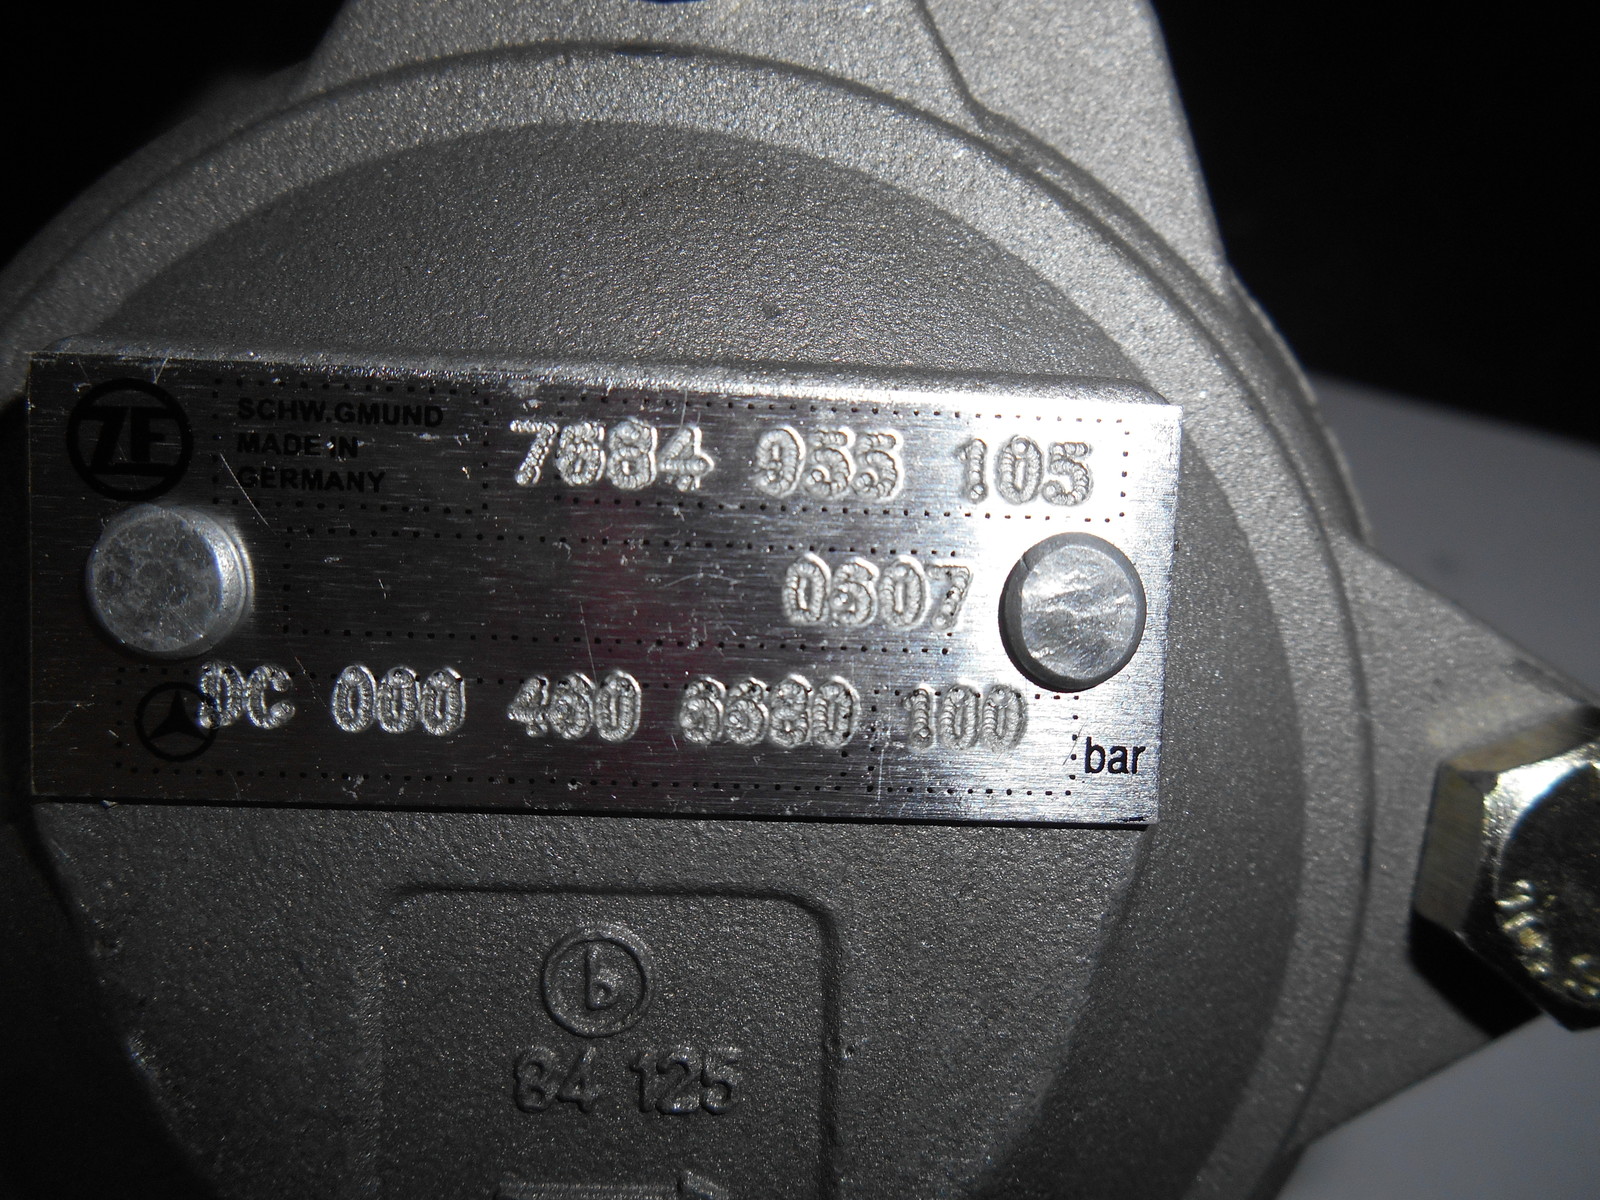 ZF
SCHW.GMUND
MADE IN
GERMANY
7684 955 105
0607
DC 000 460 6680 100
bar
b
84 125